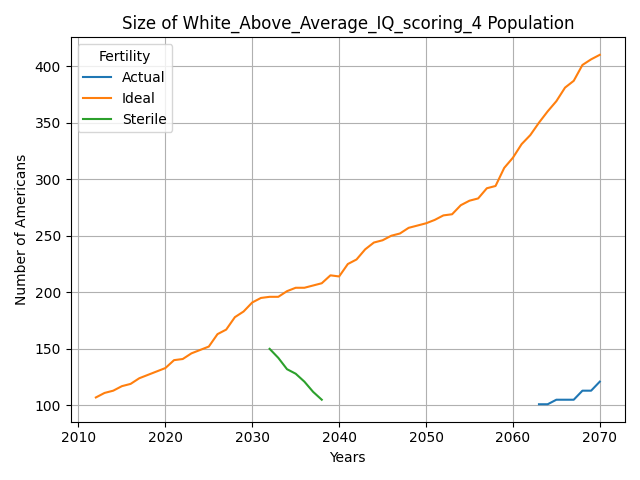 Size of White_Above_Average_IQ_scoring_4 Population
Fertility
Actual
Ideal
Sterile
Number of Americans
400
350
300
250
200
150
100
2010 2020 2030 2040 2050 2060 2070
Years